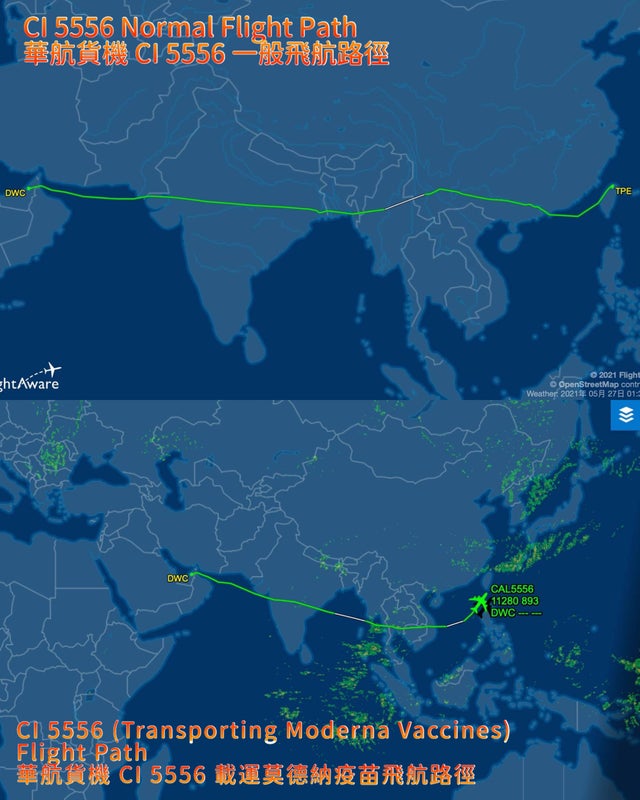 CI 5556 Normal Flight Path
華航貨機 CI 5556 一般飛航路徑
DWC
TPE
ghtAware
© 2021 Flight
© OpenStreetMap contr
Weather: 2021年 05月 27日 01:3
DWC
CAL5556
11280 893
DWC --- ---
CI 5556 (Transporting Moderna Vaccines)
Flight Path
華航貨機 CI 5556 載運莫德納疫苗飛航路徑